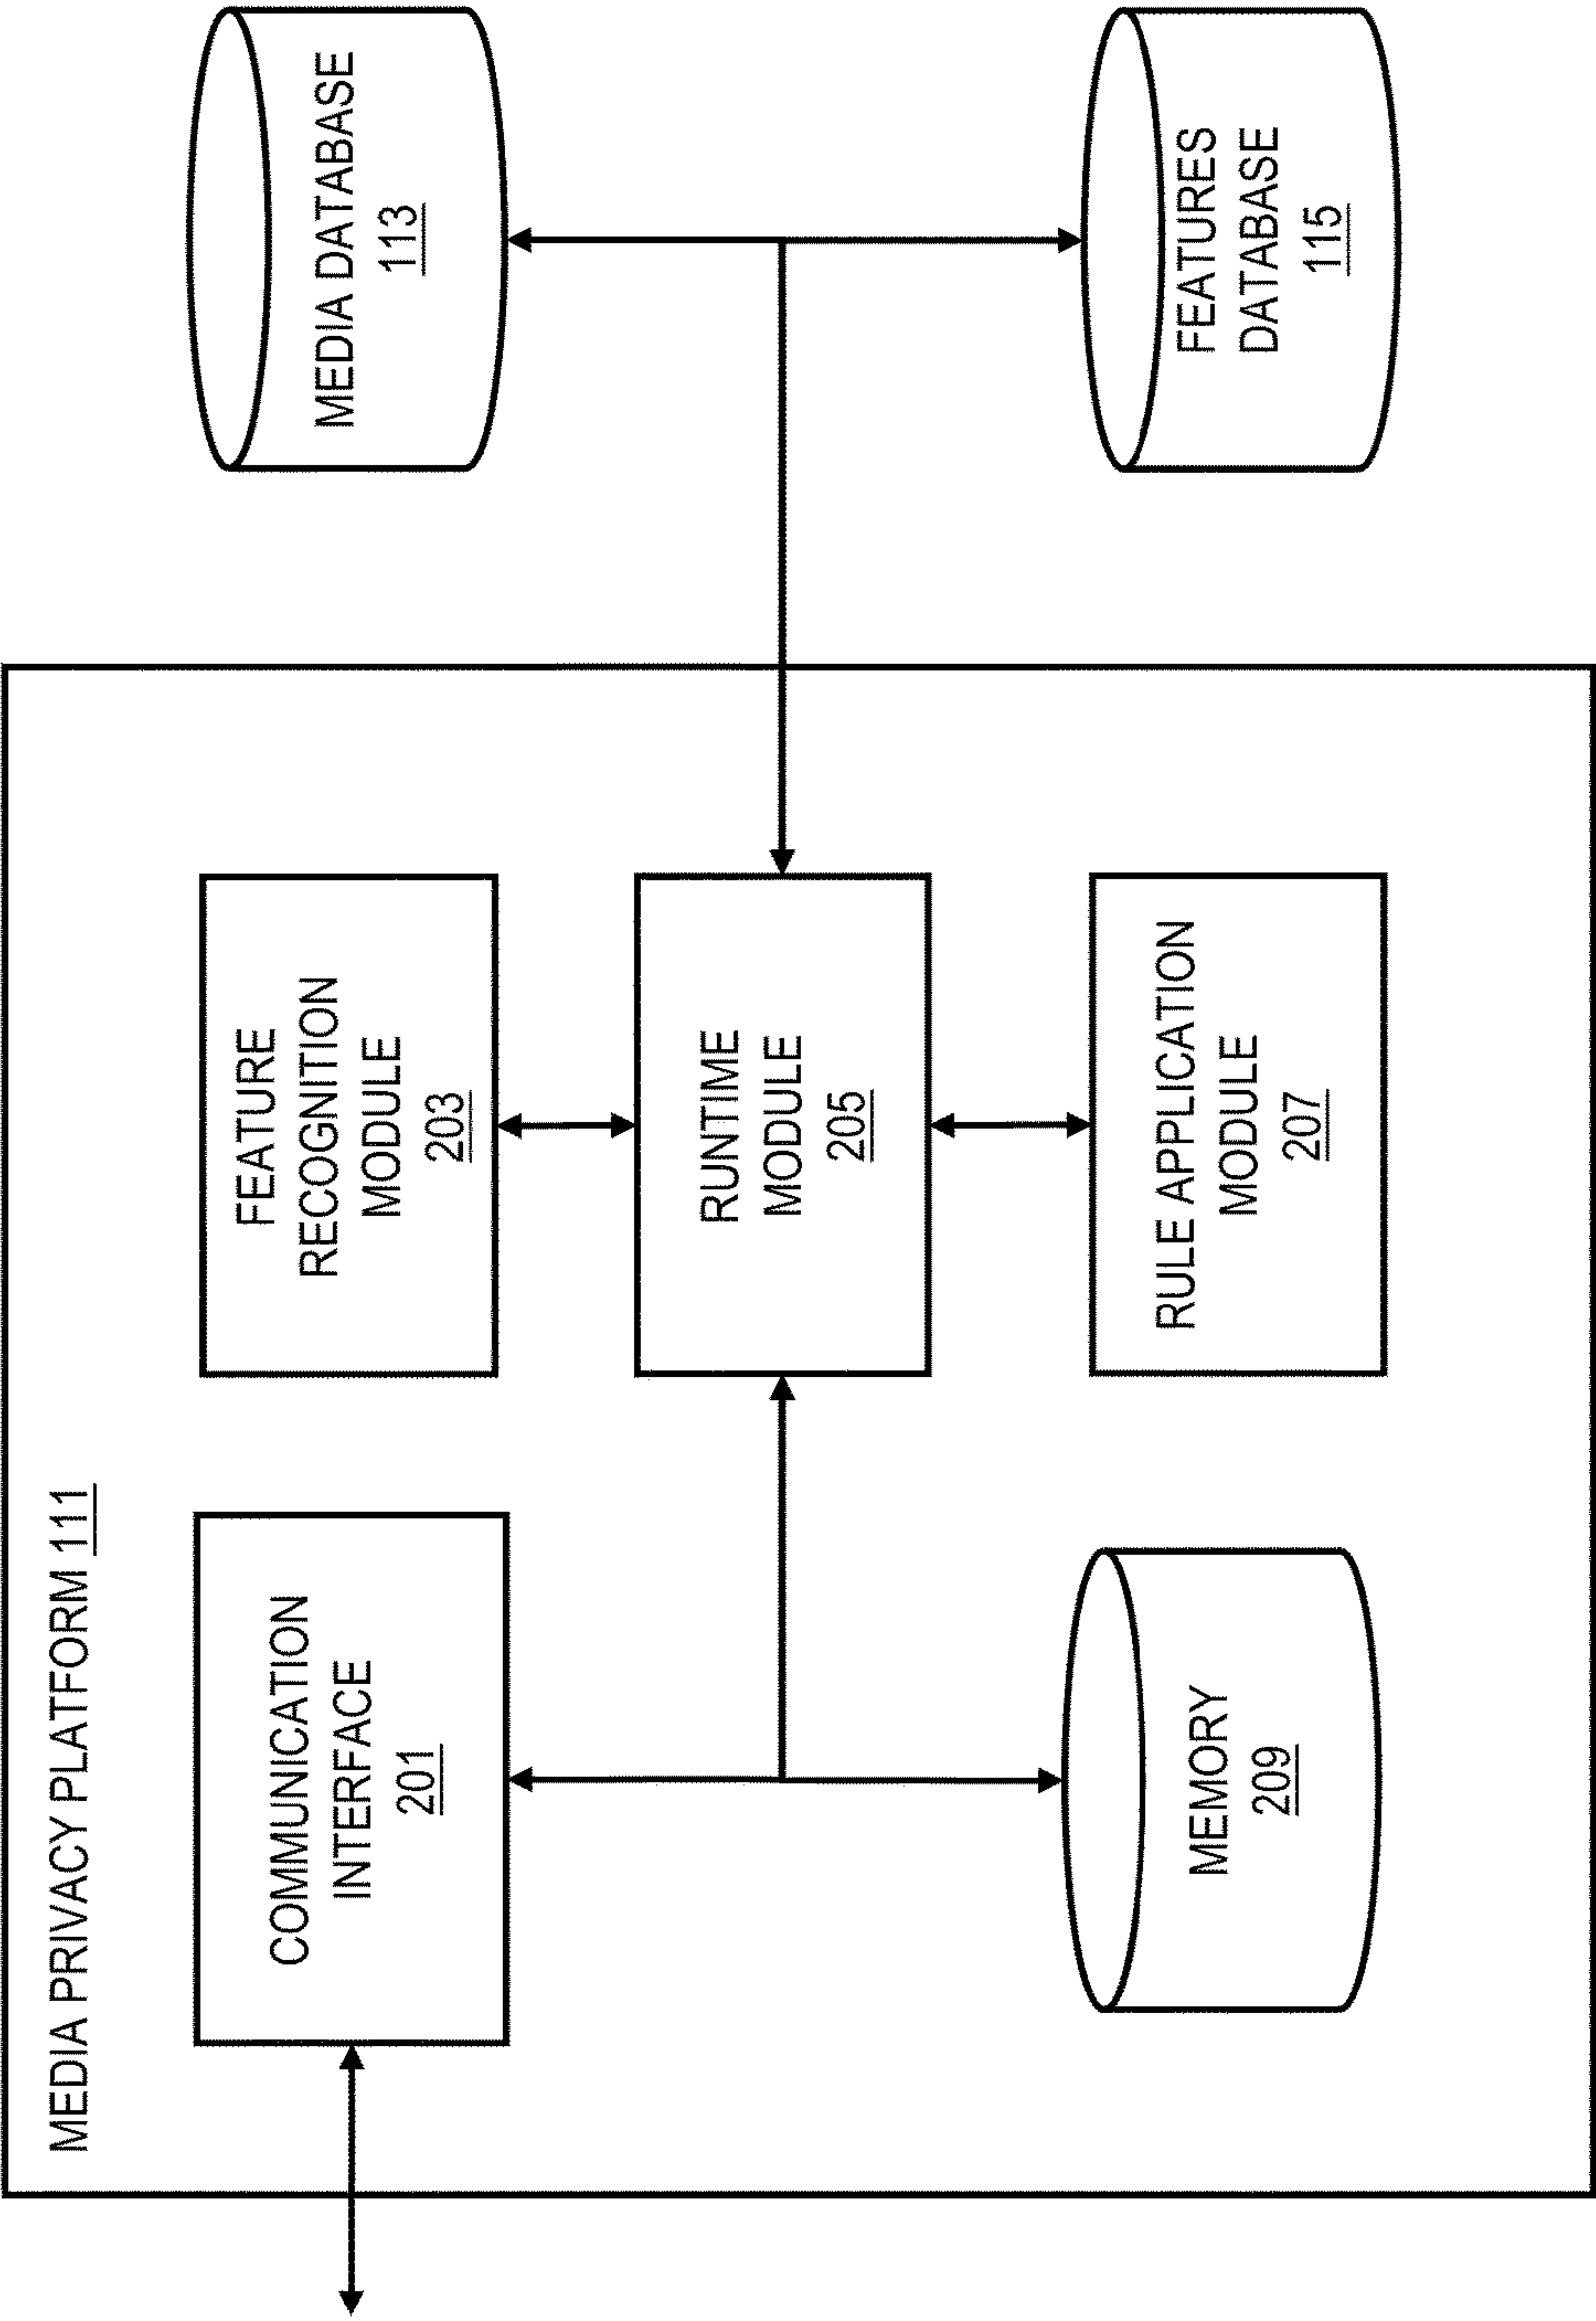 MEDIA PRIVACY PLATFORM 111
COMMUNICATION
INTERFACE
201
FEATURE
RECOGNITION
MODULE
203
MEDIA DATABASE
113
RUNTIME
MODULE
205
MEMORY
209
RULE APPLICATION
MODULE
207
FEATURES
DATABASE
115